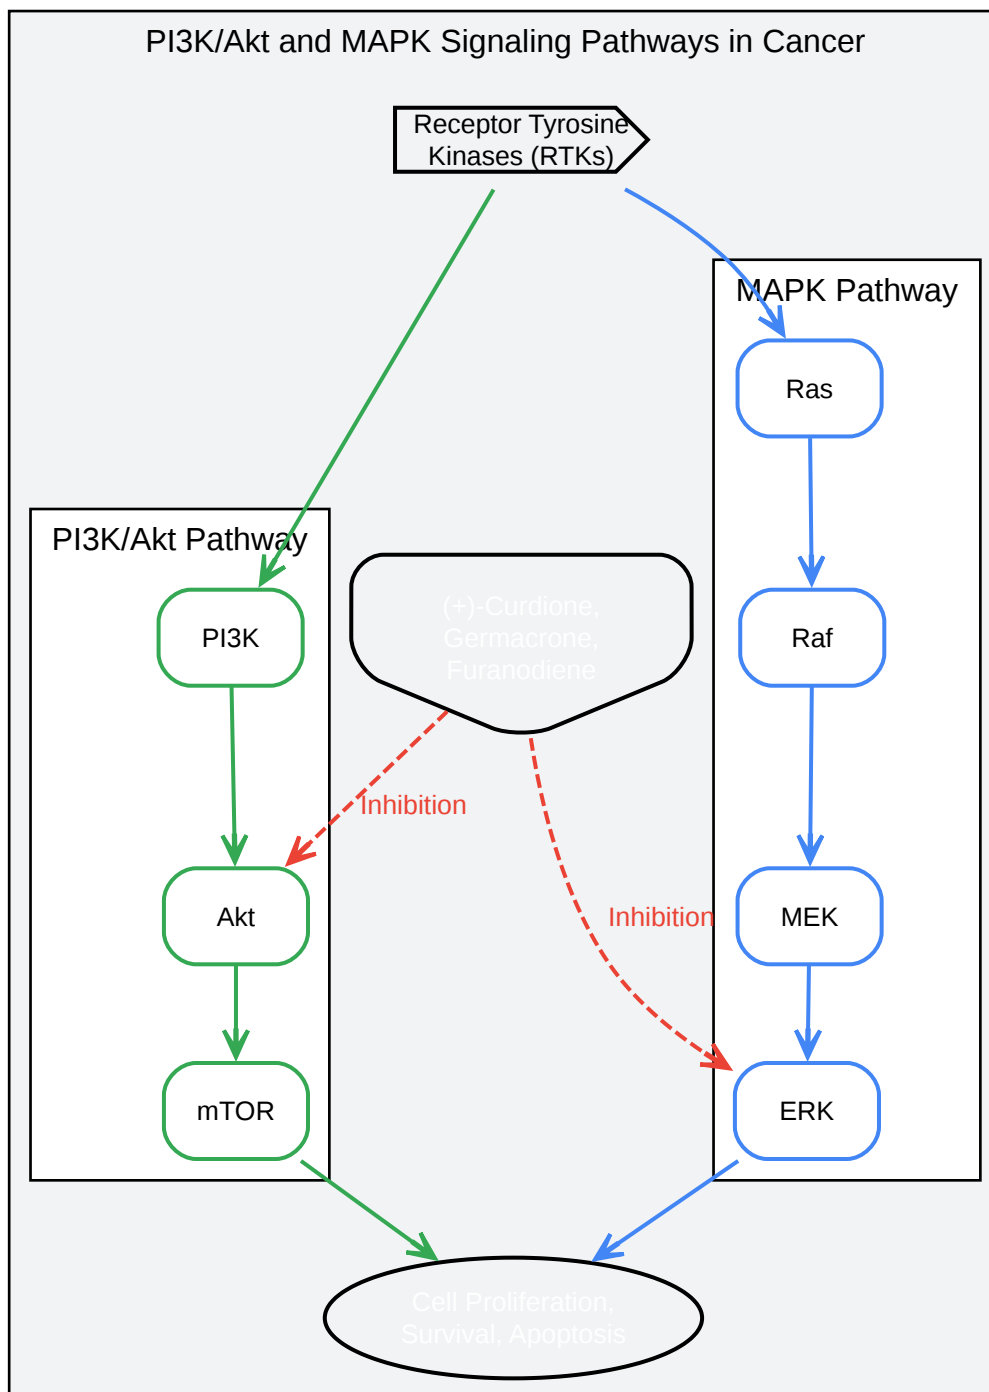 PI3K/Akt and MAPK Signaling Pathways in Cancer
Receptor Tyrosine
Kinases (RTKs)
MAPK Pathway
Ras
PI3K/Akt Pathway
(+)-Curdione,
Germacrone,
Furanodiene
PI3K
Raf
Inhibition
Akt
Inhibition
MEK
mTOR
ERK
Cell Proliferation,
Survival, Apoptosis